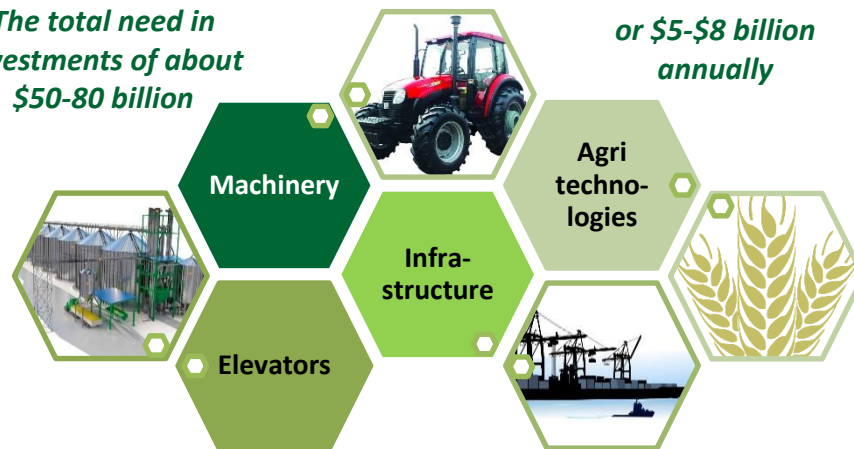 The total need in
vestments of about
$50-80 billion
or $5-$8 billion
annually
Machinery
Agri
techno-
logies
Infra-
structure
Elevators